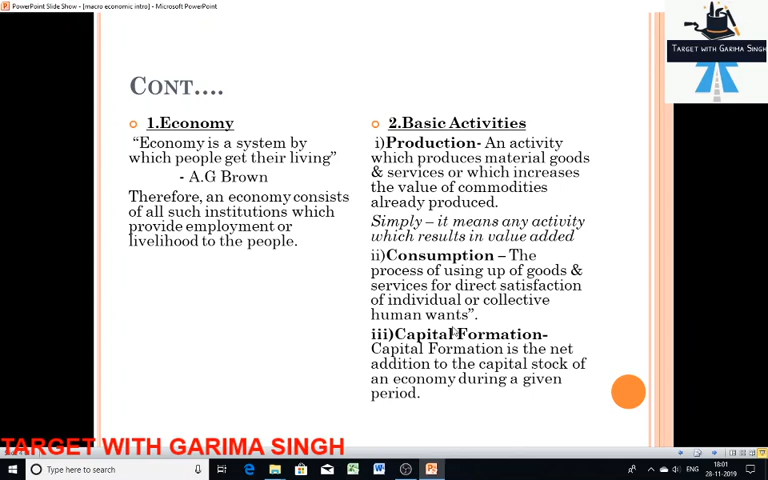 PowerPoint Slide Show - [macro economic intro] - Microsoft PowerPoint
TARGET WITH GARIMA SINGH
CONT....
1.Economy
“Economy is a system by
which people get their living”
- A.G Brown
Therefore, an economy consists
of all such institutions which
provide employment or
livelihood to the people.
2.Basic Activities
i)Production- An activity
which produces material goods
& services or which increases
the value of commodities
already produced.
Simply – it means any activity
which results in value added
ii)Consumption – The
process of using up of goods &
services for direct satisfaction
of individual or collective
human wants”.
iii)Capital Formation-
Capital Formation is the net
addition to the capital stock of
an economy during a given
period.
TARGET WITH GARIMA SINGH
Type here to search
ENG
18:01
28-11-2019